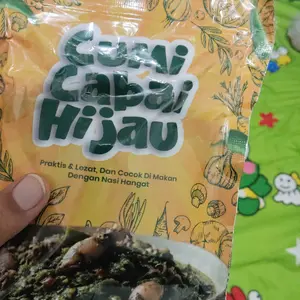 Cumi
Cabai
Hijau
Praktis & Lezat, Dan Cocok Di Makan
Dengan Nasi Hangat